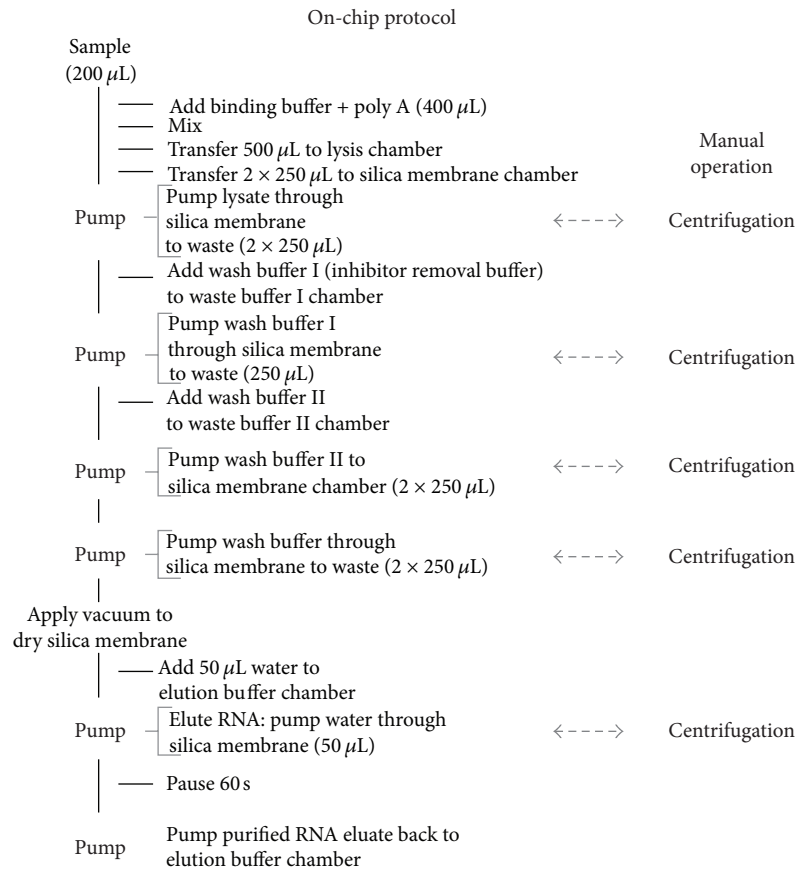 On-chip protocol
Sample
(200 µL)
Add binding buffer + poly A (400 µL)
Mix
Transfer 500 µL to lysis chamber
Transfer 2 × 250 µL to silica membrane chamber
Manual
operation
Pump
Pump lysate through
silica membrane
to waste (2 × 250 µL)
Centrifugation
Add wash buffer I (inhibitor removal buffer)
to waste buffer I chamber
Pump
Pump wash buffer I
through silica membrane
to waste (250 µL)
Centrifugation
Add wash buffer II
to waste buffer II chamber
Pump
Pump wash buffer II to
silica membrane chamber (2 × 250 µL)
Centrifugation
Pump
Pump wash buffer through
silica membrane to waste (2 × 250 µL)
Centrifugation
Apply vacuum to
dry silica membrane
Add 50 µL water to
elution buffer chamber
Pump
Elute RNA: pump water through
silica membrane (50 µL)
Centrifugation
Pause 60 s
Pump
Pump purified RNA eluate back to
elution buffer chamber